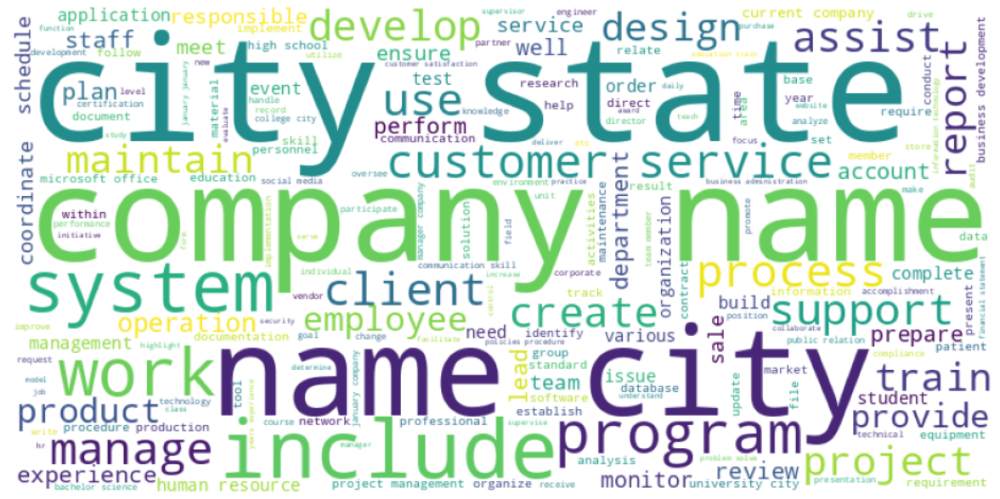 application
responsible
develop
supervisor
engineer
service
design
current company
drive
function
implement
partner
purchase
assist
schedule
staff
meet
high school
ensure
well
relate
education train
development
follow
utilize
customer satisfaction
city state
new
test
research
order
daily
base
conduct
report
business development
plan
level
january january
material
event
handle
use
knowledge
help
direct
award
teach
time
area
year
website
require
information technology
certification
document
record
college city
evaluate
perform
communication
director
analyze
study
skill
personnel
deliver
etc
focus
set
store
audit
coordinate
maintain
oversee
customer service
member
account
microsoft office
education
social media
environment
practice
business administration
make
company name
within
performance
initiative
form
implementation
participate
serve
manager company
solution
field
unit
result
activities
maintenance
department
team member
organization
promote
data
system
individual
communication skill
increase
corporate
process
complete
vendor
client
control
track
contract
information
accomplishment
present
financial statement
improve
operation
security
employee
create
build
position
support
documentation
goal
change
facilitate
need
identify
various
sale
collaborate
prepare
management
highlight
policies procedure
public relation
compliance
patient
request
work
name city
determine
january company
lead
group
standard
team
issue
market
train
model
job
technology
class
tool
software
database
understand
update
file
student
product
procedure
production
years experience
course
network
professional
supervise
establish
provide
technical
equipment
write
hr
manage
include
manager
program
analysis
problem solve
review
project
presentation
experience
bachelor science
human resource
project management
organize
receive
monitor
university city
requirement